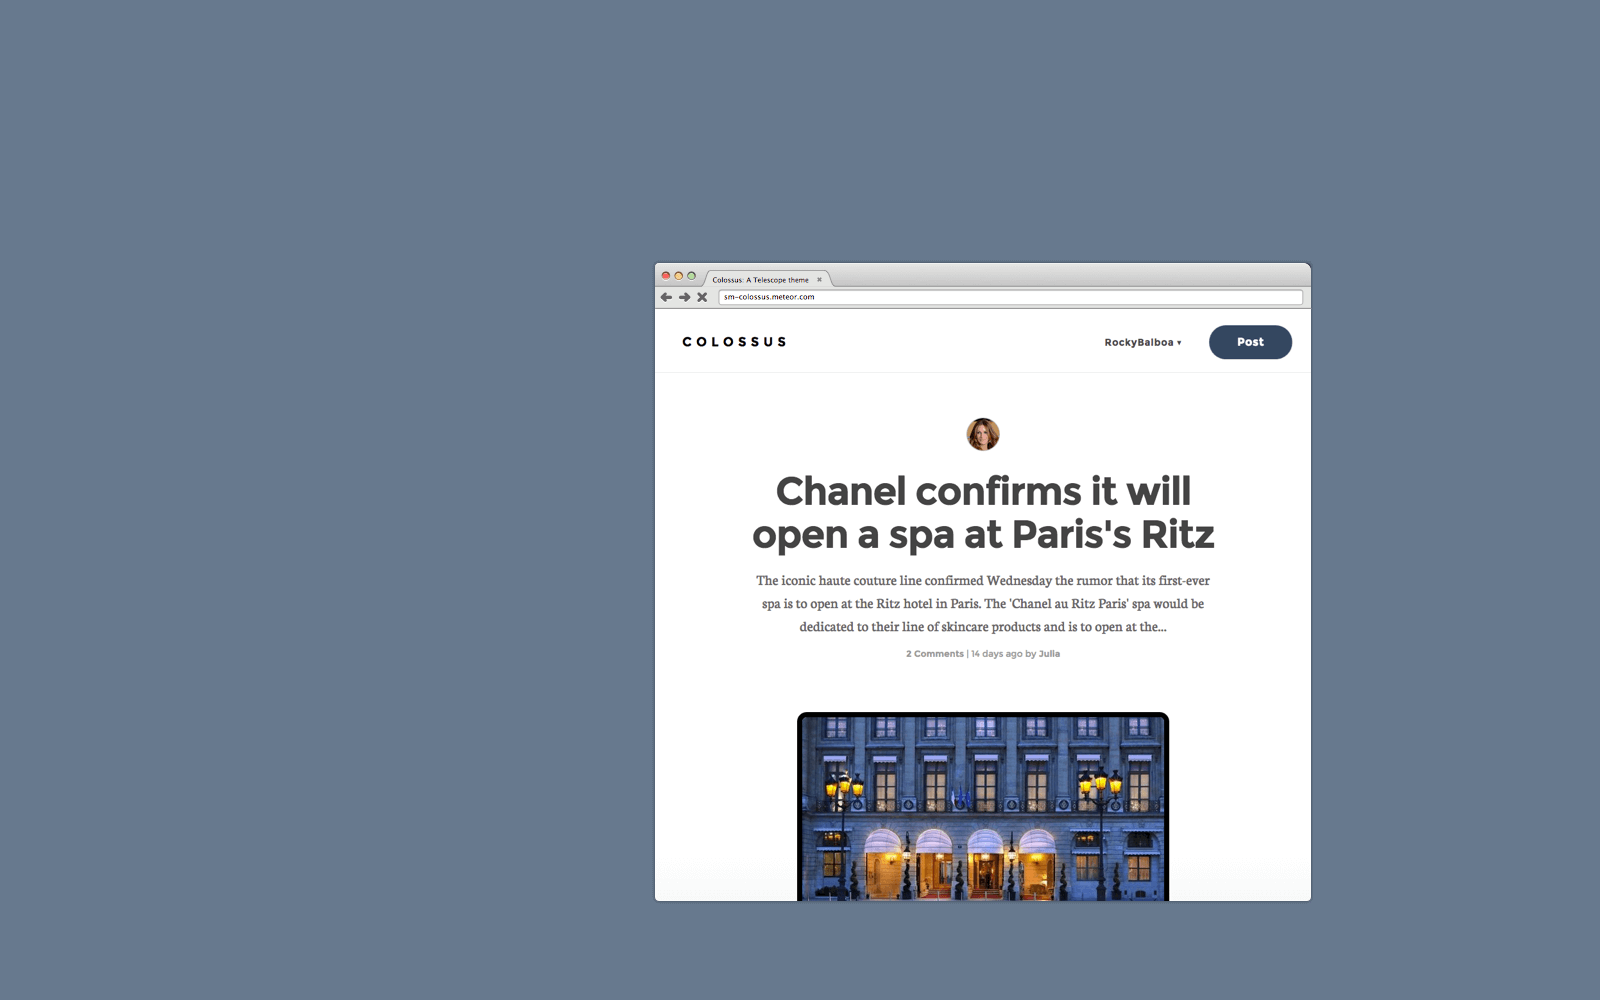 Colossus: A Telescope theme
sm-colossus.meteor.com
COLOSSUS
RockyBalboa ▾
Post
Chanel confirms it will
open a spa at Paris's Ritz
The iconic haute couture line confirmed Wednesday the rumor that its first-ever
spa is to open at the Ritz hotel in Paris. The 'Chanel au Ritz Paris' spa would be
dedicated to their line of skincare products and is to open at the...
2 Comments | 14 days ago by Julia